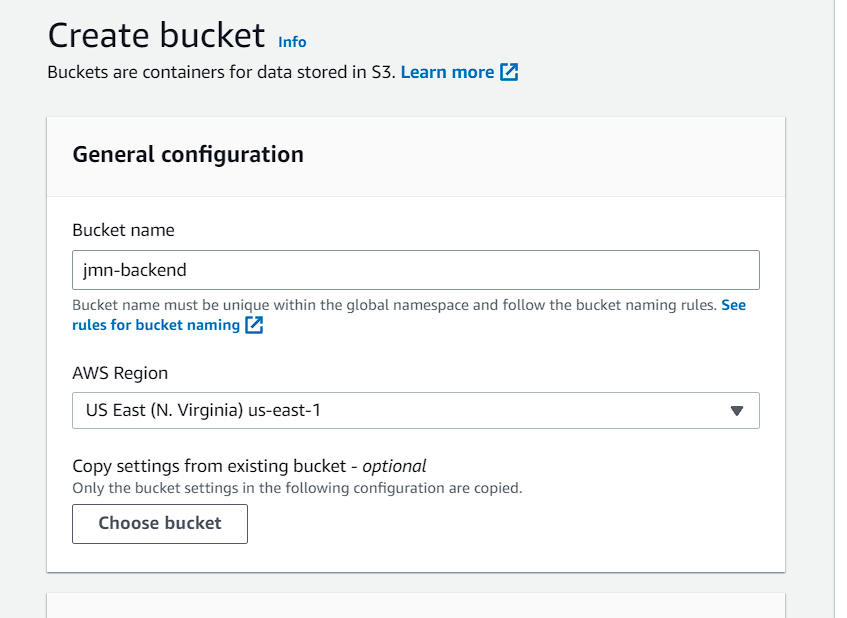 Create bucket Info
Buckets are containers for data stored in S3. Learn more
General configuration
Bucket name
jmn-backend
Bucket name must be unique within the global namespace and follow the bucket naming rules. See
rules for bucket naming
AWS Region
US East (N. Virginia) us-east-1
Copy settings from existing bucket - optional
Only the bucket settings in the following configuration are copied.
Choose bucket